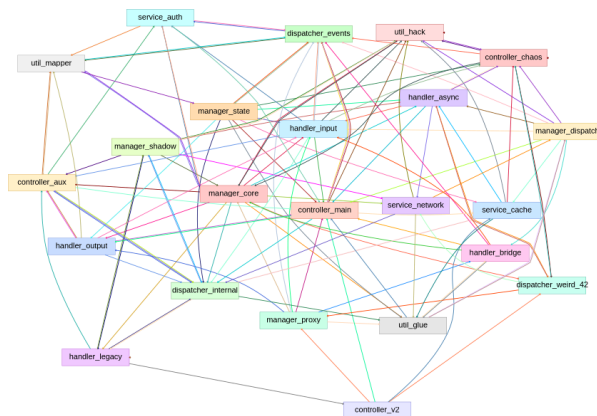 service_auth
dispatcher_events
util_hack
controller_chaos
util_mapper
handler_async
manager_state
handler_input
manager_dispatc
manager_shadow
controller_aux
manager_core
controller_main
service_network
service_cache
handler_output
handler_bridge
dispatcher_internal
dispatcher_weird_42
manager_proxy
util_glue
handler_legacy
controller_v2